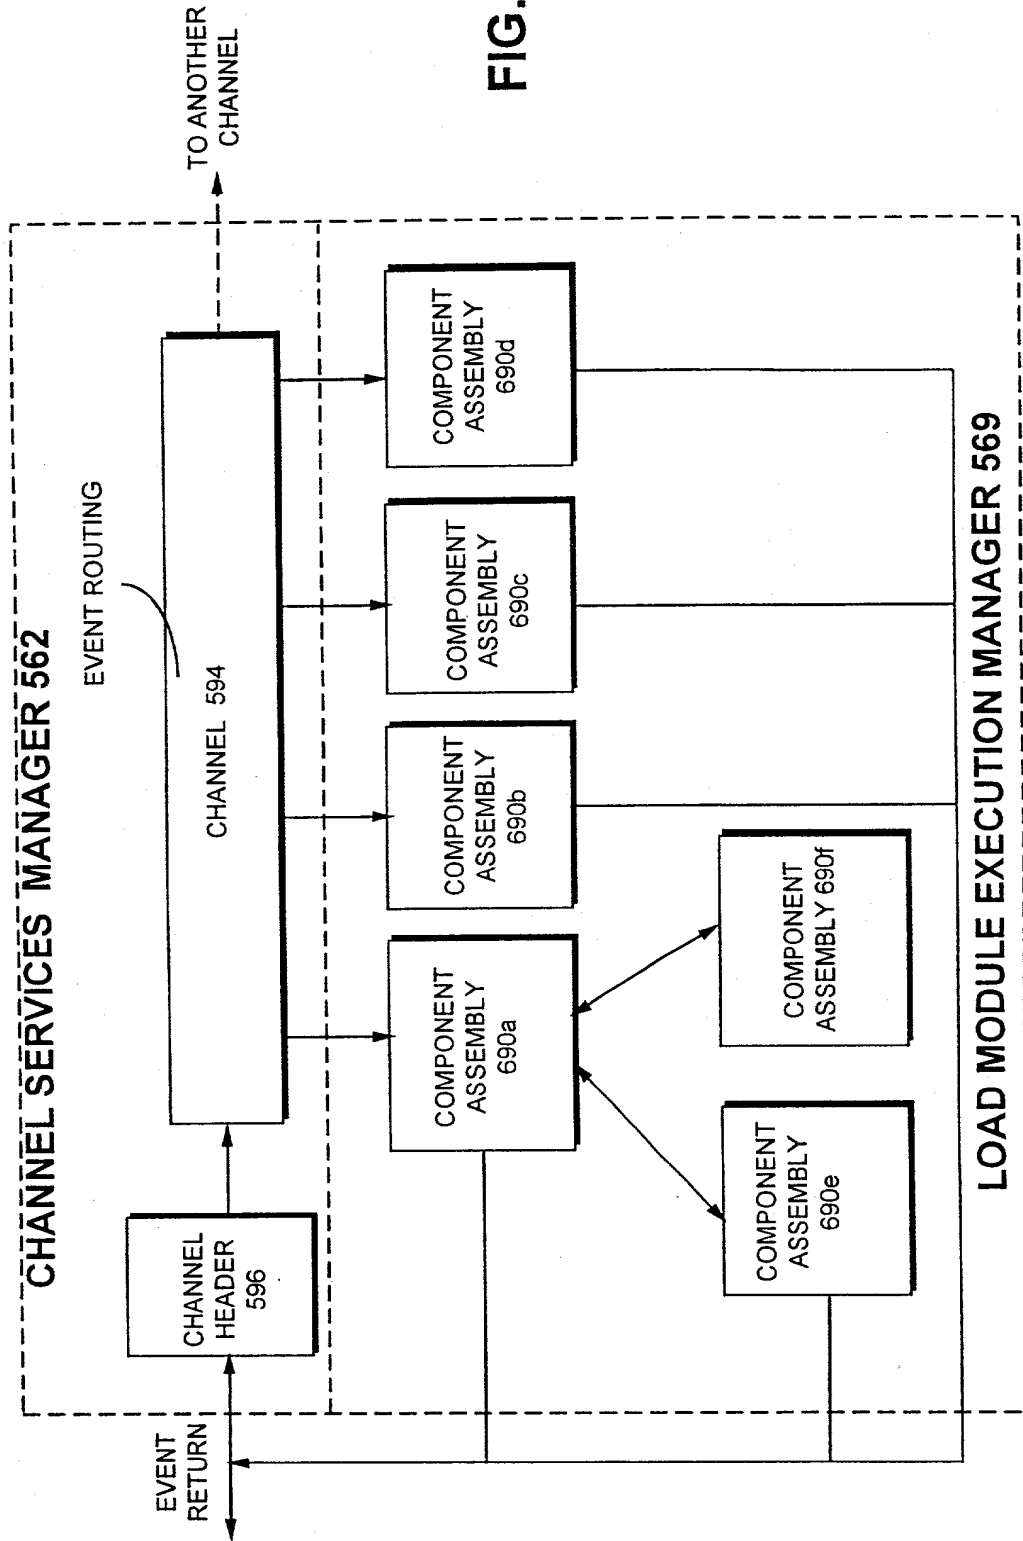 CHANNEL SERVICES MANAGER 562
EVENT ROUTING
TO ANOTHER
CHANNEL
EVENT
RETURN
CHANNEL
HEADER
596
CHANNEL 594
COMPONENT
ASSEMBLY
690a
COMPONENT
ASSEMBLY
690b
COMPONENT
ASSEMBLY
690c
COMPONENT
ASSEMBLY
690d
COMPONENT
ASSEMBLY
690e
COMPONENT
ASSEMBLY 690f
LOAD MODULE EXECUTION MANAGER 569
FIG.